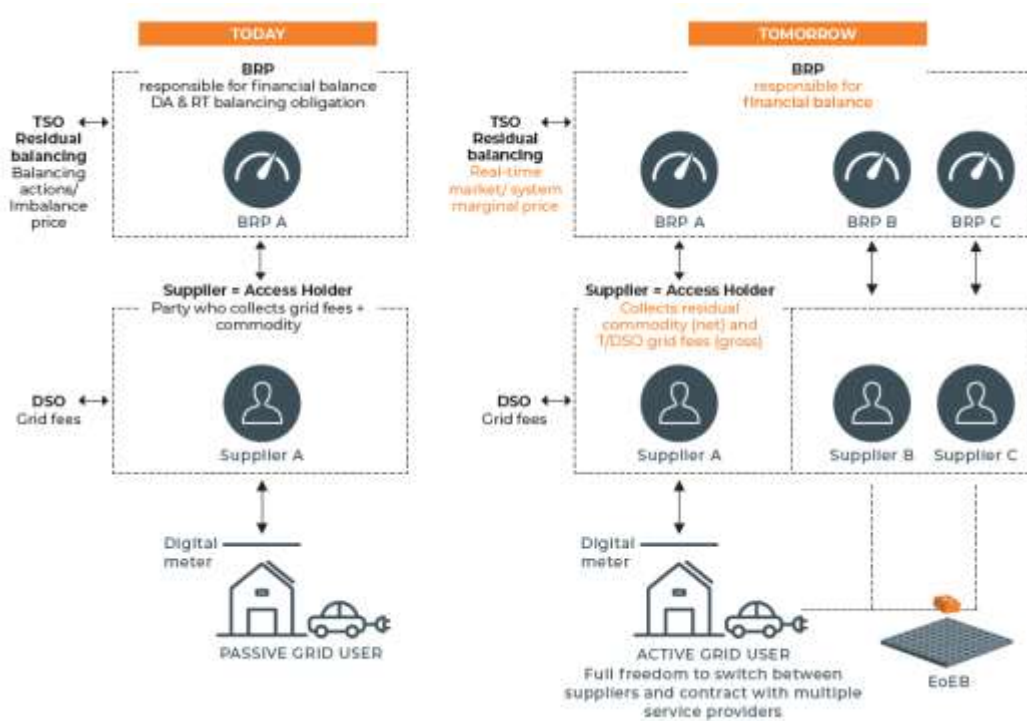 TODAY
BRP
responsible for financial balance
DA & RT balancing obligation
TSO
Residual
balancing
Balancing
actions/
Imbalance
price
BRP A
Supplier = Access Holder
Party who collects grid fees +
commodity
DSO
Grid fees
Supplier A
Digital
meter
PASSIVE GRID USER
TOMORROW
BRP
responsible for
financial balance
TSO
Residual
balancing
Real-time
market/ system
marginal price
BRP A
BRP B
BRP C
Supplier = Access Holder
Collects residual
commodity (net) and
T/DSO grid fees (gross)
DSO
Grid fees
Supplier A
Supplier B
Supplier C
Digital
meter
ACTIVE GRID USER
Full freedom to switch between
suppliers and contract with multiple
service providers
EoEB